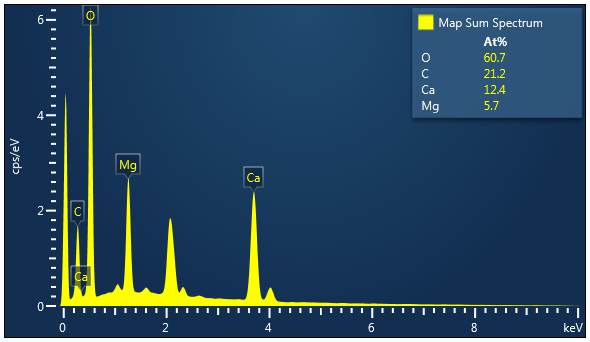 Map Sum Spectrum
At%
O 60.7
C 21.2
Ca 12.4
Mg 5.7
cps/eV
6
4
2
0
O
C
Ca
Mg
Ca
0 2 4 6 8 keV